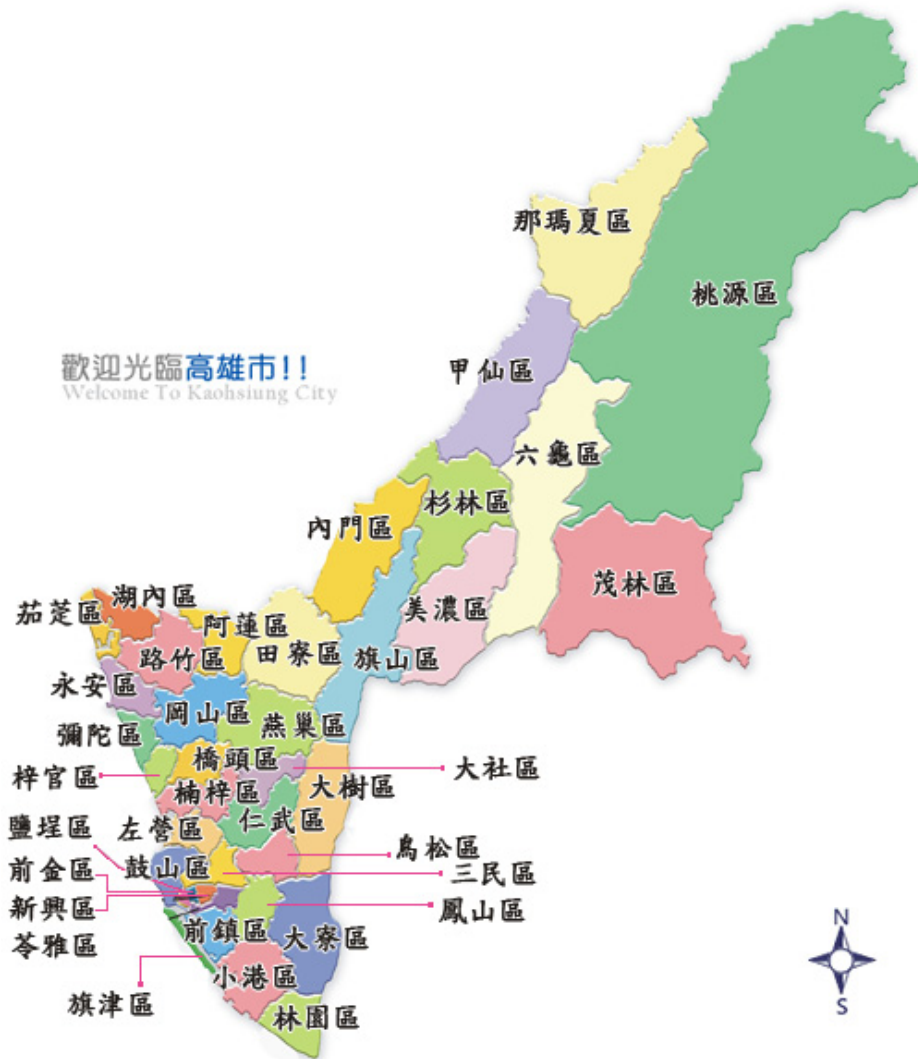 那瑪夏區
桃源區
歡迎光臨高雄市!!
Welcome To Kaohsiung City
甲仙區
六龜區
杉林區
內門區
茂林區
湖內區
美濃區
茄萣區
阿蓮區
路竹區
田寮區
旗山區
永安區
岡山區
燕巢區
彌陀區
橋頭區
大社區
梓官區
大樹區
楠梓區
仁武區
鹽埕區
左營區
鳥松區
前金區
鼓山區
三民區
新興區
鳳山區
苓雅區
前鎮區
大寮區
小港區
旗津區
林園區
N
S